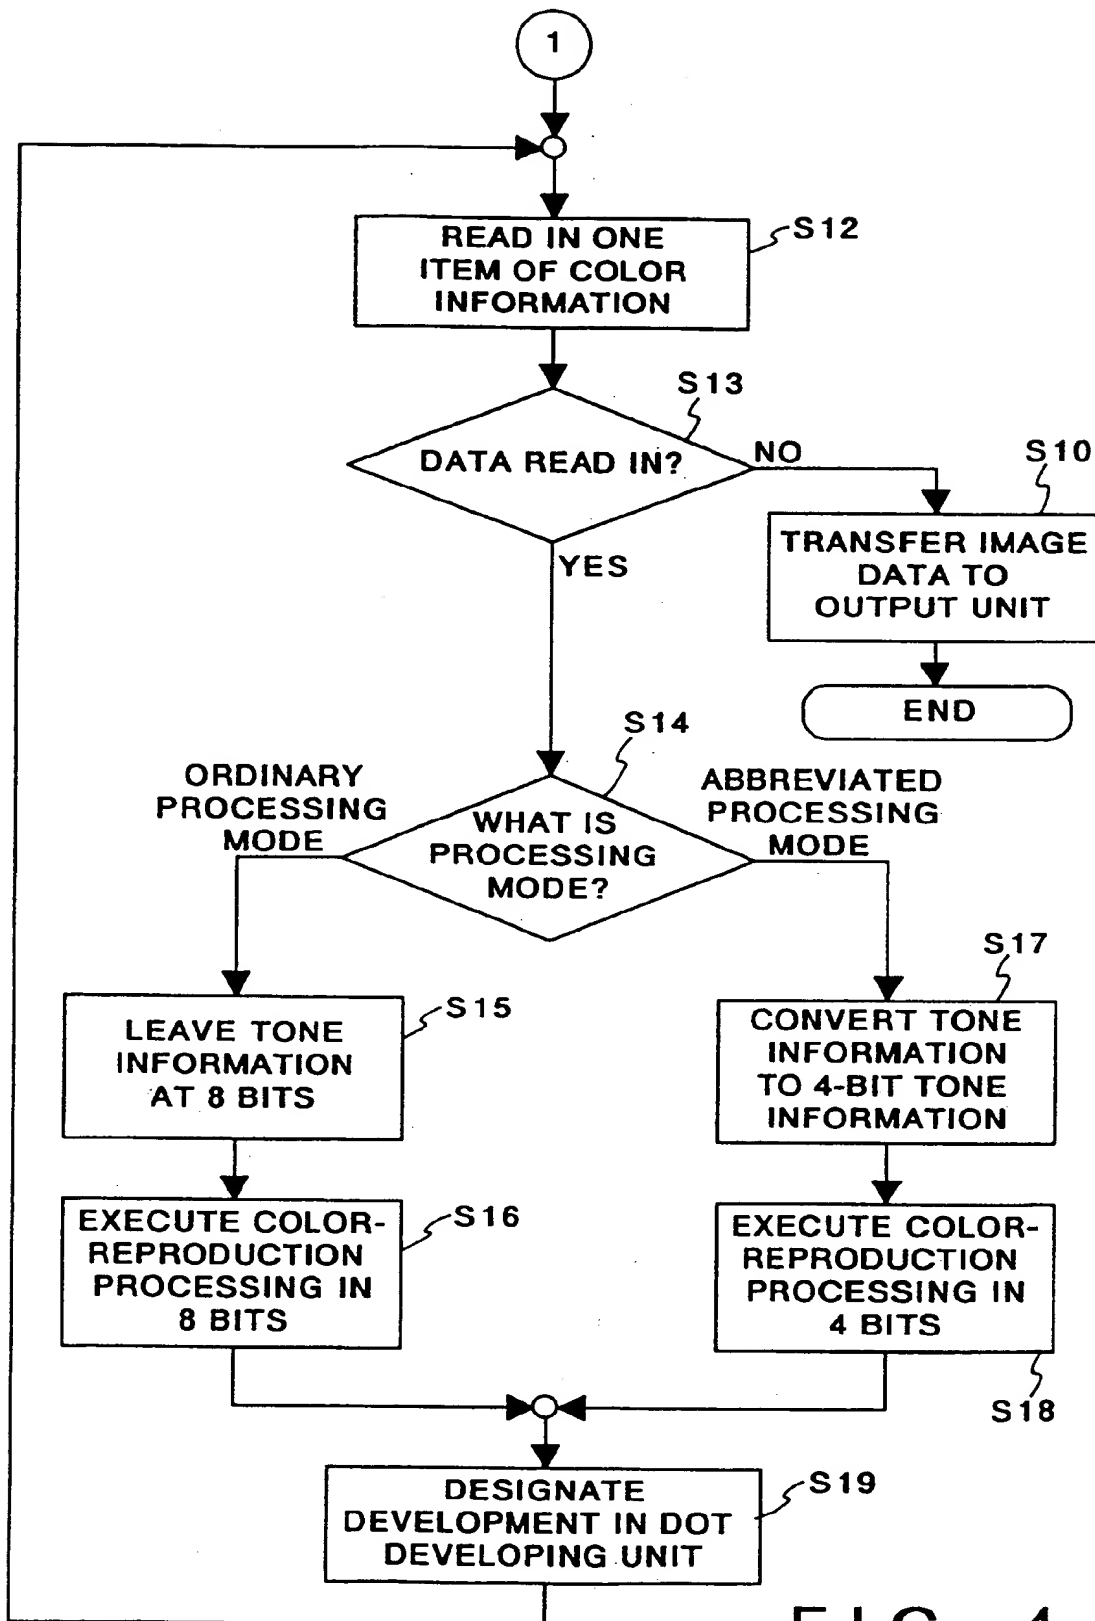 1
READ IN ONE
ITEM OF COLOR
INFORMATION
S12
S13
DATA READ IN?
NO
S10
TRANSFER IMAGE
DATA TO
OUTPUT UNIT
YES
END
S14
ORDINARY
PROCESSING
MODE
WHAT IS
PROCESSING
MODE?
ABBREVIATED
PROCESSING
MODE
S15
LEAVE TONE
INFORMATION
AT 8 BITS
S17
CONVERT TONE
INFORMATION
TO 4-BIT TONE
INFORMATION
S16
EXECUTE COLOR-
REPRODUCTION
PROCESSING IN
8 BITS
EXECUTE COLOR-
REPRODUCTION
PROCESSING IN
4 BITS
S18
S19
DESIGNATE
DEVELOPMENT IN DOT
DEVELOPING UNIT
FIG. 4